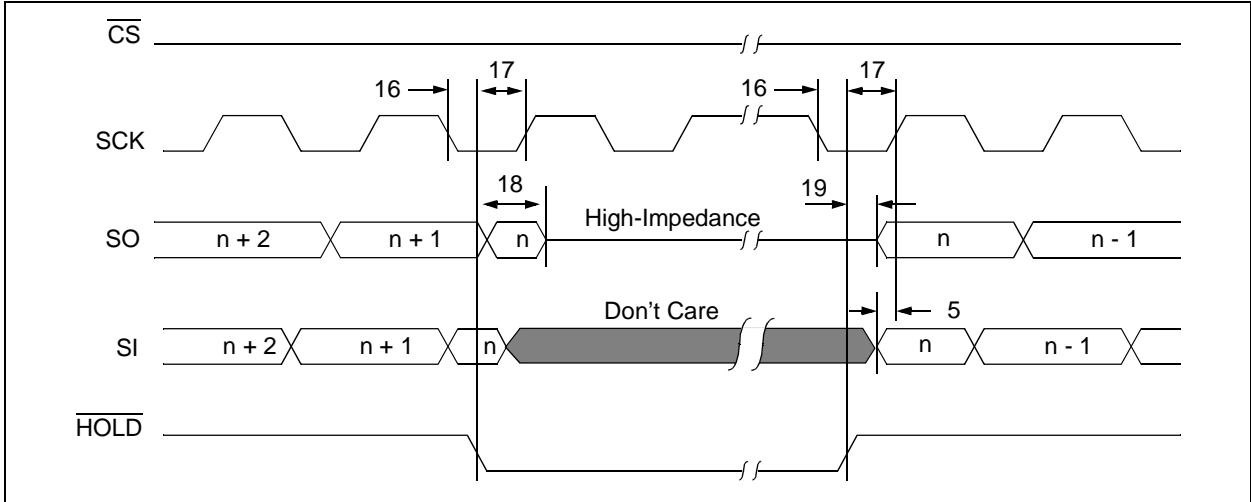 CS
17
17
16
16
SCK
18
19
High-Impedance
SO
n + 2
n + 1
n
n
n - 1
Don't Care
5
SI
n + 2
n + 1
n
n
n - 1
HOLD